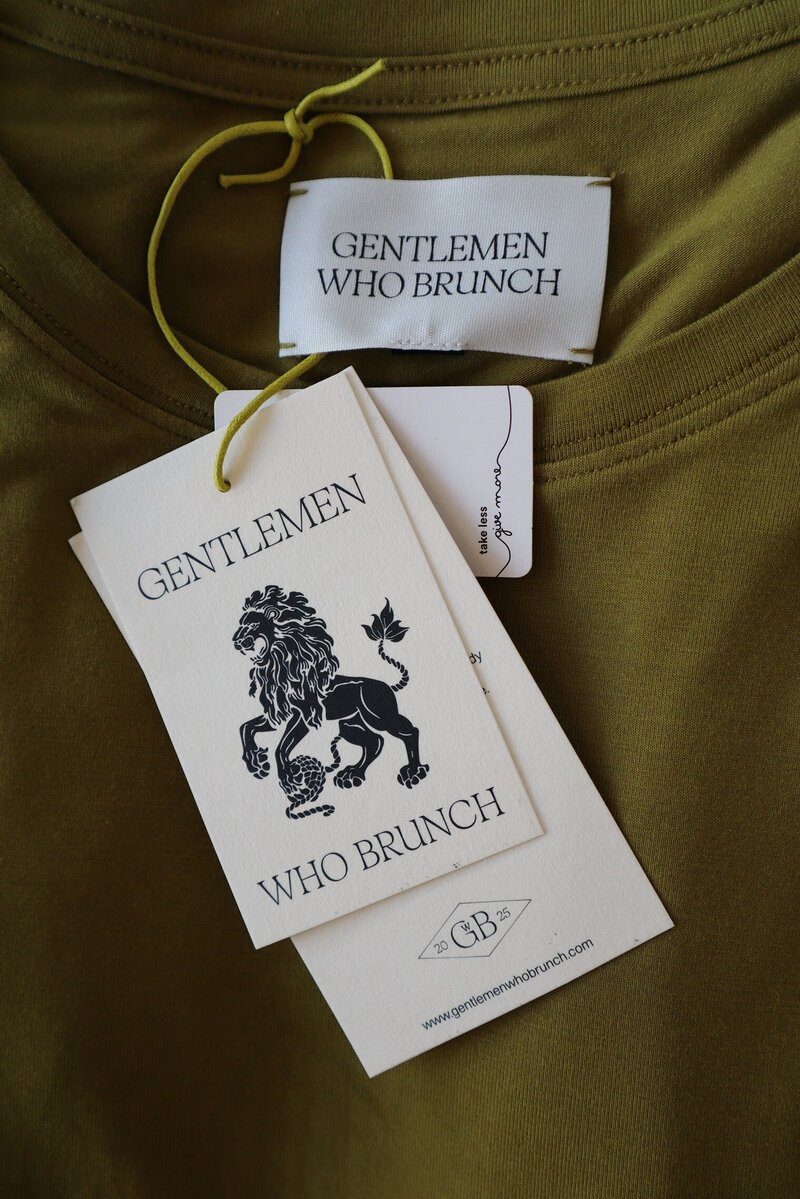 GENTLEMEN
WHO BRUNCH
take less
give more
GENTLEMEN
WHO BRUNCH
20 GWB 25
www.gentlemenwhobrunch.com